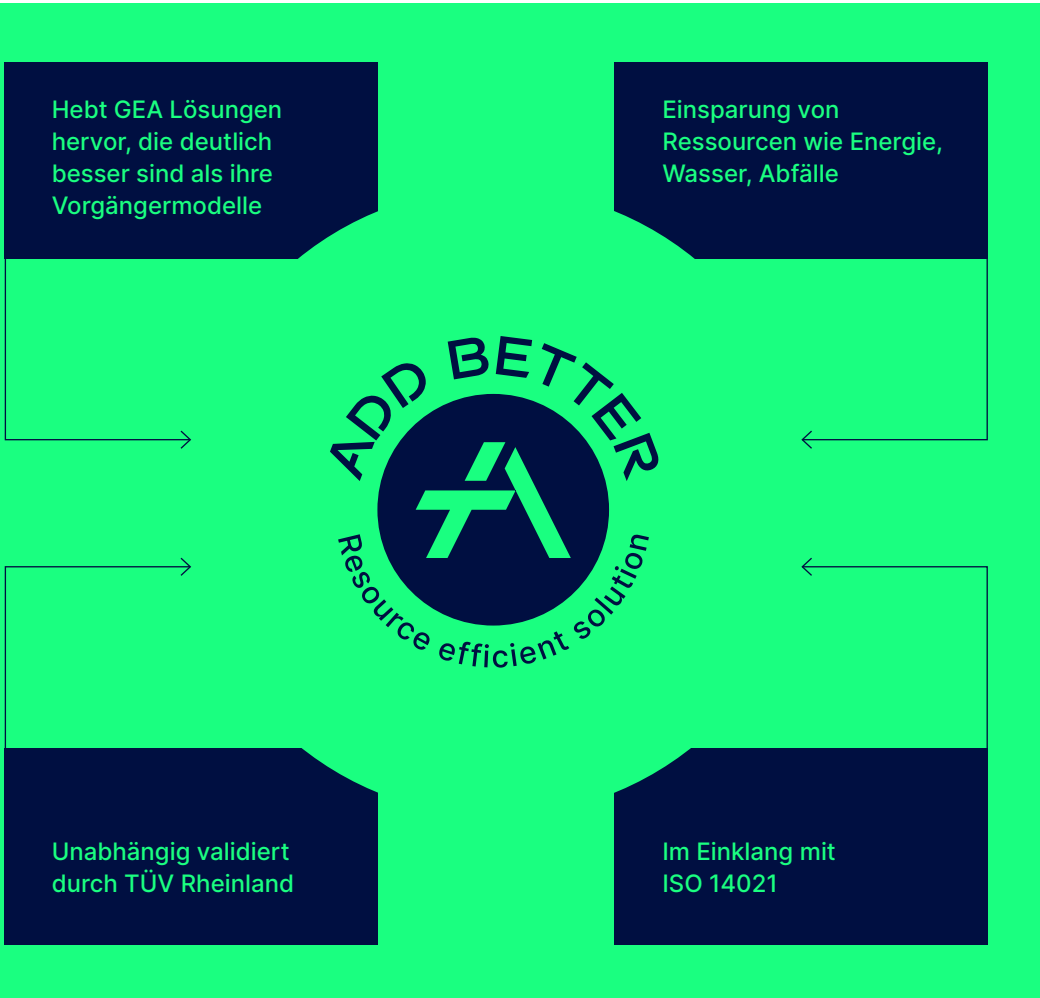 Hebt GEA Lösungen
hervor, die deutlich
besser sind als ihre
Vorgängermodelle
Einsparung von
Ressourcen wie Energie,
Wasser, Abfälle
ADD BETTER
Resource efficient solution
Unabhängig validiert
durch TÜV Rheinland
Im Einklang mit
ISO 14021